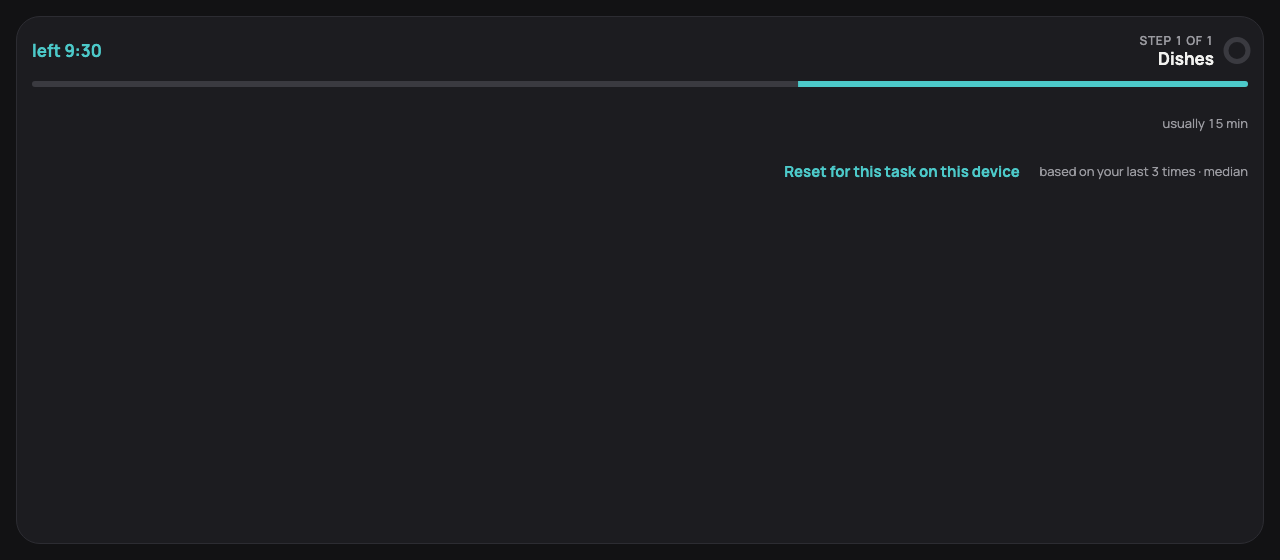 left 9:30
STEP 1 OF 1
Dishes
usually 15 min
Reset for this task on this device
based on your last 3 times · median